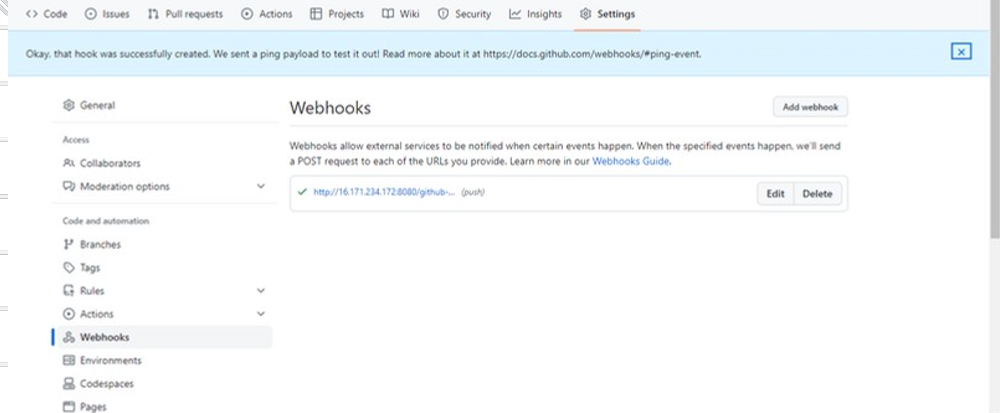 Code Issues Pull requests Actions Projects Wiki Security Insights Settings
Okay, that hook was successfully created. We sent a ping payload to test it out! Read more about it at https://docs.github.com/webhooks/#ping-event.
General
Access
Collaborators
Moderation options
Code and automation
Branches
Tags
Rules
Actions
Webhooks
Environments
Codespaces
Pages
Webhooks
Add webhook
Webhooks allow external services to be notified when certain events happen. When the specified events happen, we'll send
a POST request to each of the URLs you provide. Learn more in our Webhooks Guide.
http://16.171.234.172:8080/github-... (push)
Edit Delete